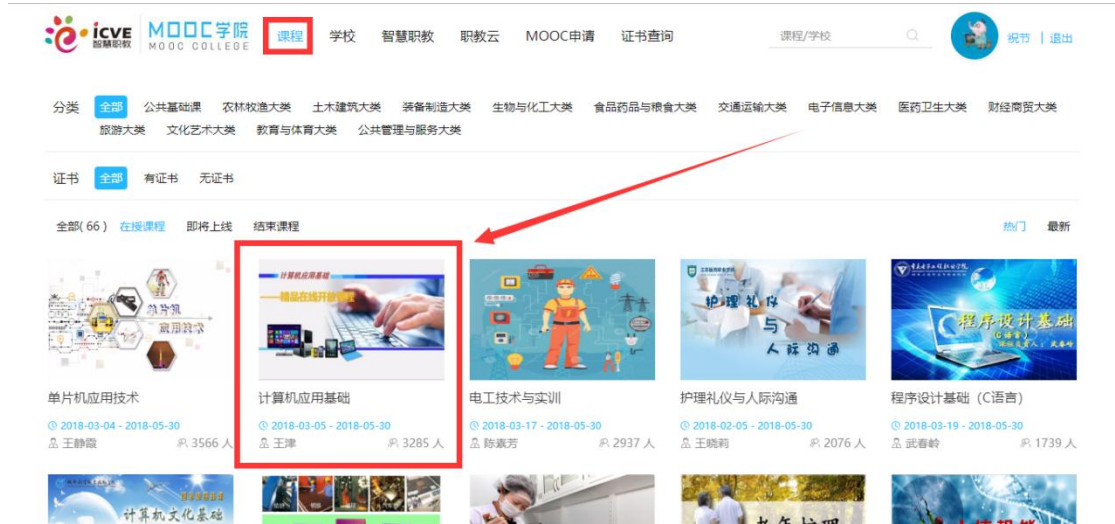 icve 智慧职教 MOOC学院 MOOC COLLEGE 课程 学校 智慧职教 职教云 MOOC申请 证书查询 课程/学校 祝节 | 退出
分类 全部 公共基础课 农林牧渔大类 土木建筑大类 装备制造大类 生物与化工大类 食品药品与粮食大类 交通运输大类 电子信息大类 医药卫生大类 财经商贸大类
旅游大类 文化艺术大类 教育与体育大类 公共管理与服务大类
证书 全部 有证书 无证书
全部( 66 ) 在授课程 即将上线 结束课程 热门 最新
单片机
应用技术
计算机应用基础
精品在线开放课程
护理礼仪
与
人际沟通
程序设计基础
(C语言)
单片机应用技术 计算机应用基础 电工技术与实训 护理礼仪与人际沟通 程序设计基础（C语言）
2018-03-04 - 2018-05-30 2018-03-05 - 2018-05-30 2018-03-17 - 2018-05-30 2018-02-05 - 2018-05-30 2018-03-19 - 2018-05-30
王静霞 3566 人 王津 3285 人 陈素芳 2937 人 王晓莉 2076 人 武春岭 1739 人
计算机文化基础